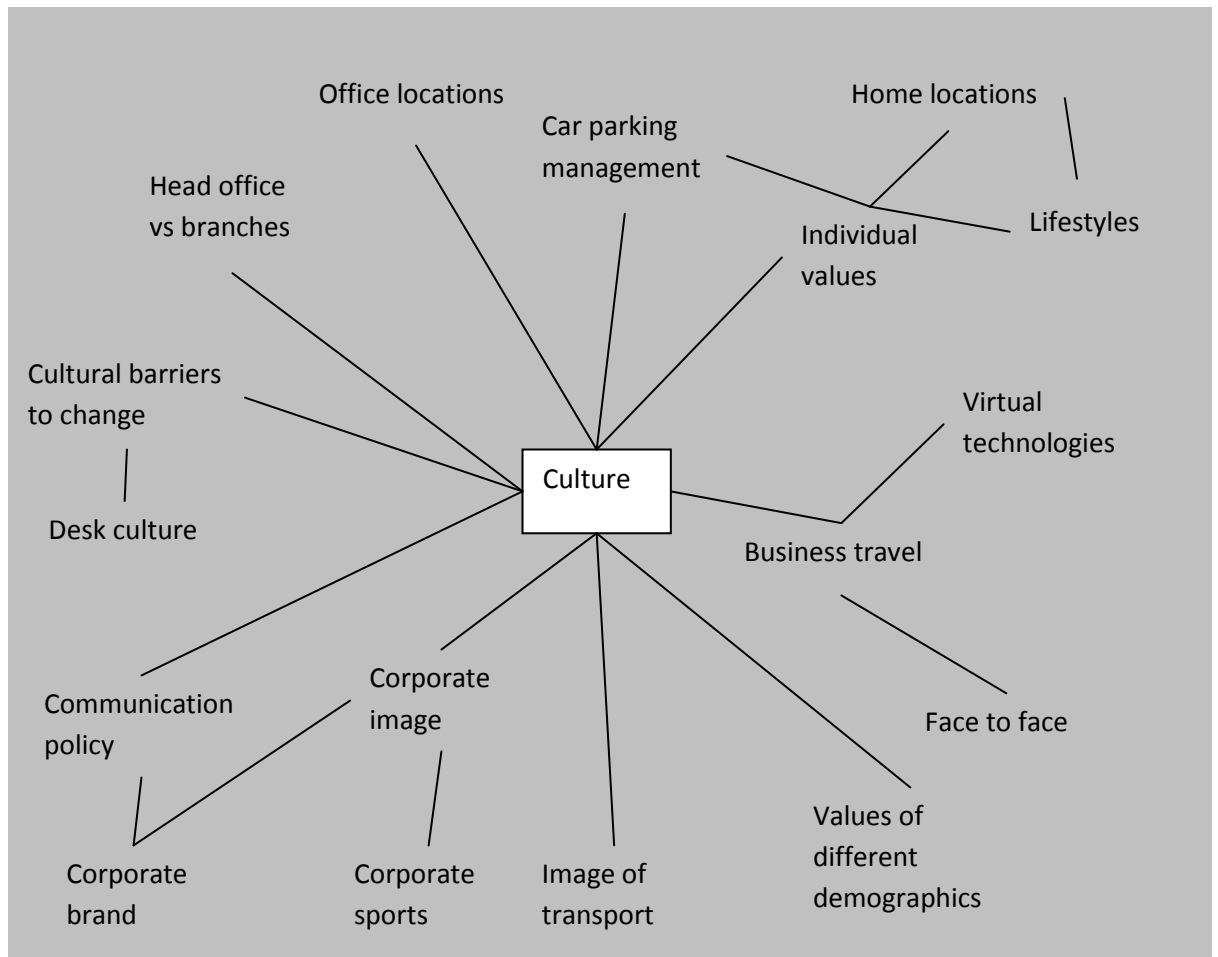 Office locations
Home locations
Car parking
management
Head office
vs branches
Individual
values
Lifestyles
Cultural barriers
to change
Virtual
technologies
Culture
Desk culture
Business travel
Communication
policy
Corporate
image
Face to face
Values of
different
demographics
Corporate
brand
Corporate
sports
Image of
transport